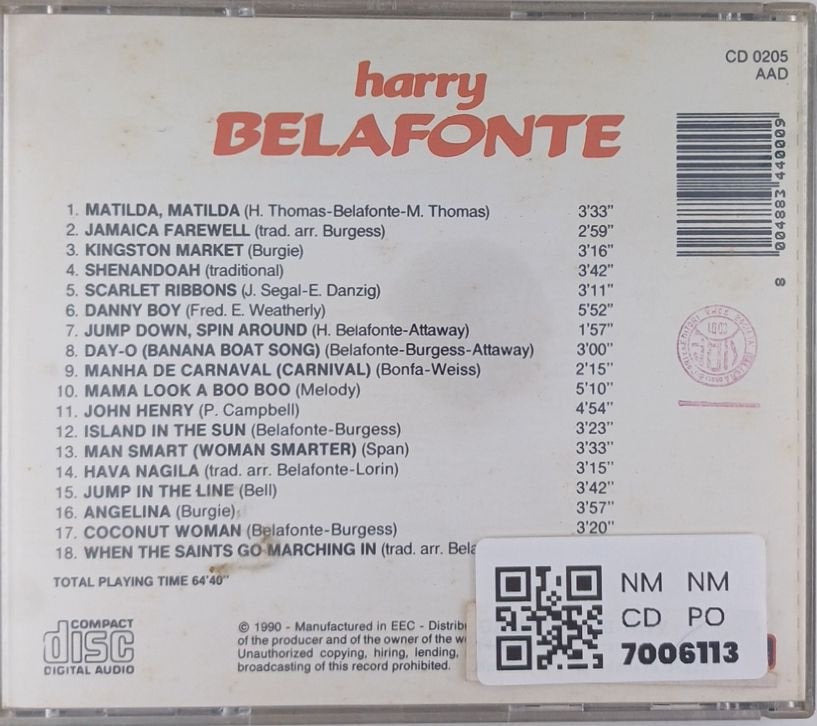 CD 0205
AAD
harry
BELAFONTE
1. MATILDA, MATILDA (H. Thomas-Belafonte-M. Thomas) 3'33"
2. JAMAICA FAREWELL (trad. arr. Burgess) 2'59"
3. KINGSTON MARKET (Burgie) 3'16"
4. SHENANDOAH (traditional) 3'42"
5. SCARLET RIBBONS (J. Segal-E. Danzig) 3'11"
6. DANNY BOY (Fred. E. Weatherly) 5'52"
7. JUMP DOWN, SPIN AROUND (H. Belafonte-Attaway) 1'57"
8. DAY-O (BANANA BOAT SONG) (Belafonte-Burgess-Attaway) 3'00"
9. MANHA DE CARNAVAL (CARNIVAL) (Bonfa-Weiss) 2'15"
10. MAMA LOOK A BOO BOO (Melody) 5'10"
11. JOHN HENRY (P. Campbell) 4'54"
12. ISLAND IN THE SUN (Belafonte-Burgess) 3'23"
13. MAN SMART (WOMAN SMARTER) (Span) 3'33"
14. HAVA NAGILA (trad. arr. Belafonte-Lorin) 3'15"
15. JUMP IN THE LINE (Bell) 3'42"
16. ANGELINA (Burgie) 3'57"
17. COCONUT WOMAN (Belafonte-Burgess) 3'20"
18. WHEN THE SAINTS GO MARCHING IN (trad. arr. Bela
TOTAL PLAYING TIME 64'40"
COMPACT
disc
DIGITAL AUDIO
© 1990 - Manufactured in EEC - Distrib
of the producer and of the owner of the w
Unauthorized copying, hiring, lending,
broadcasting of this record prohibited.
8 004883 440009
NM NM
CD PO
7006113